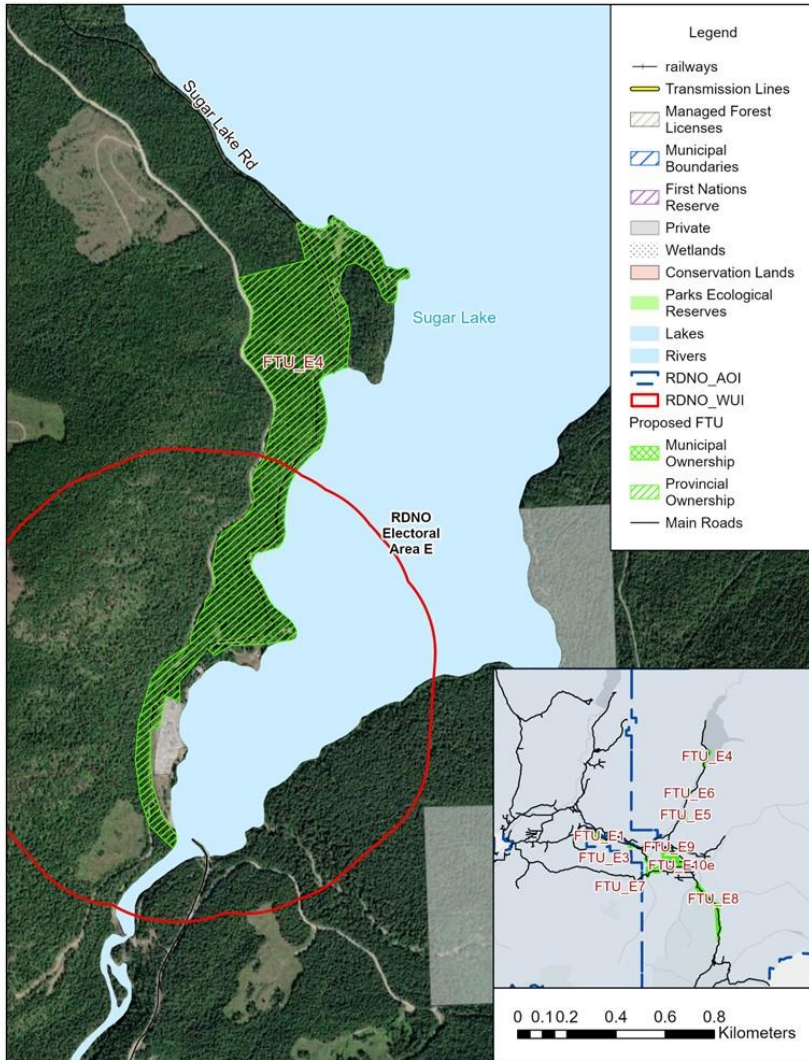 Sugar Lake Rd
FTU_E4
Sugar Lake
RDNO
Electoral
Area E
Legend
railways
Transmission Lines
Managed Forest
Licenses
Municipal
Boundaries
First Nations
Reserve
Private
Wetlands
Conservation Lands
Parks Ecological
Reserves
Lakes
Rivers
RDNO_AOI
RDNO_WUI
Proposed FTU
Municipal
Ownership
Provincial
Ownership
Main Roads
FTU_E4
FTU_E6
FTU_E5
FTU_E1
FTU_E9
FTU_E3
FTU_E10e
FTU_E7
FTU_E8
0 0.1 0.2 0.4 0.6 0.8
Kilometers